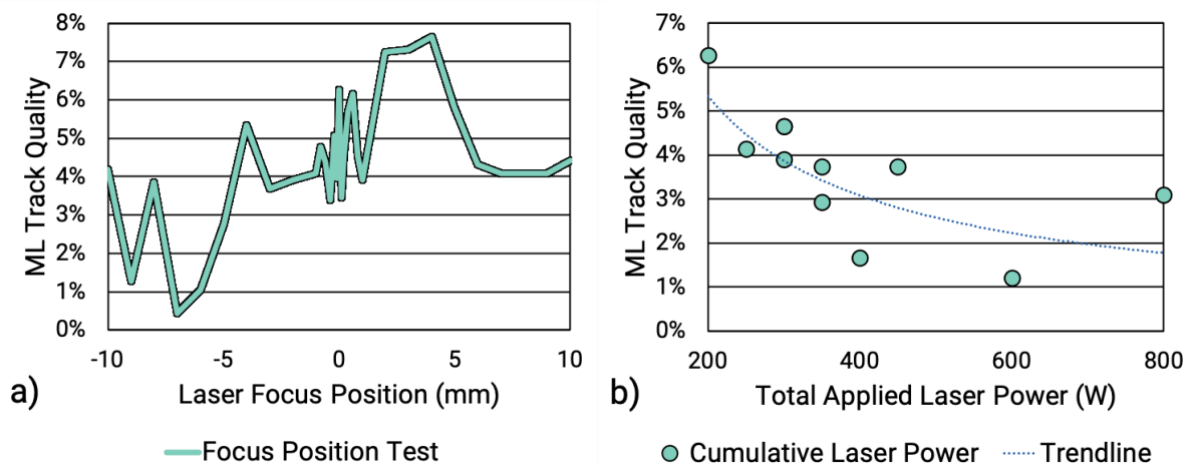 8%
7%
6%
5%
4%
3%
2%
1%
0%
ML Track Quality
-10
-5
0
5
10
Laser Focus Position (mm)
a)
Focus Position Test
7%
6%
5%
4%
3%
2%
1%
0%
ML Track Quality
200
400
600
800
Total Applied Laser Power (W)
b)
Cumulative Laser Power
Trendline